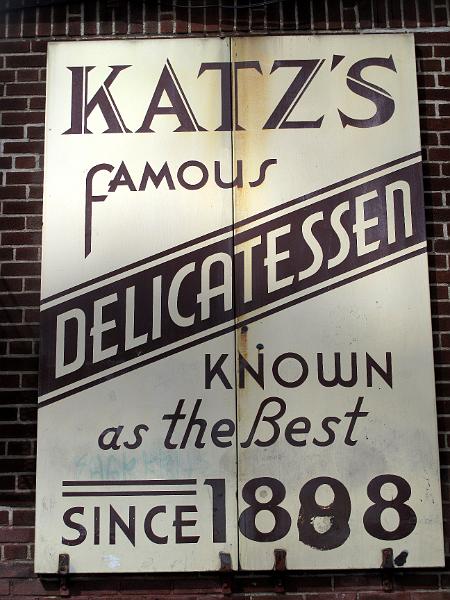 KATZ'S
FAMOUS
DELICATESSEN
KNOWN
as the Best
SINCE 1888